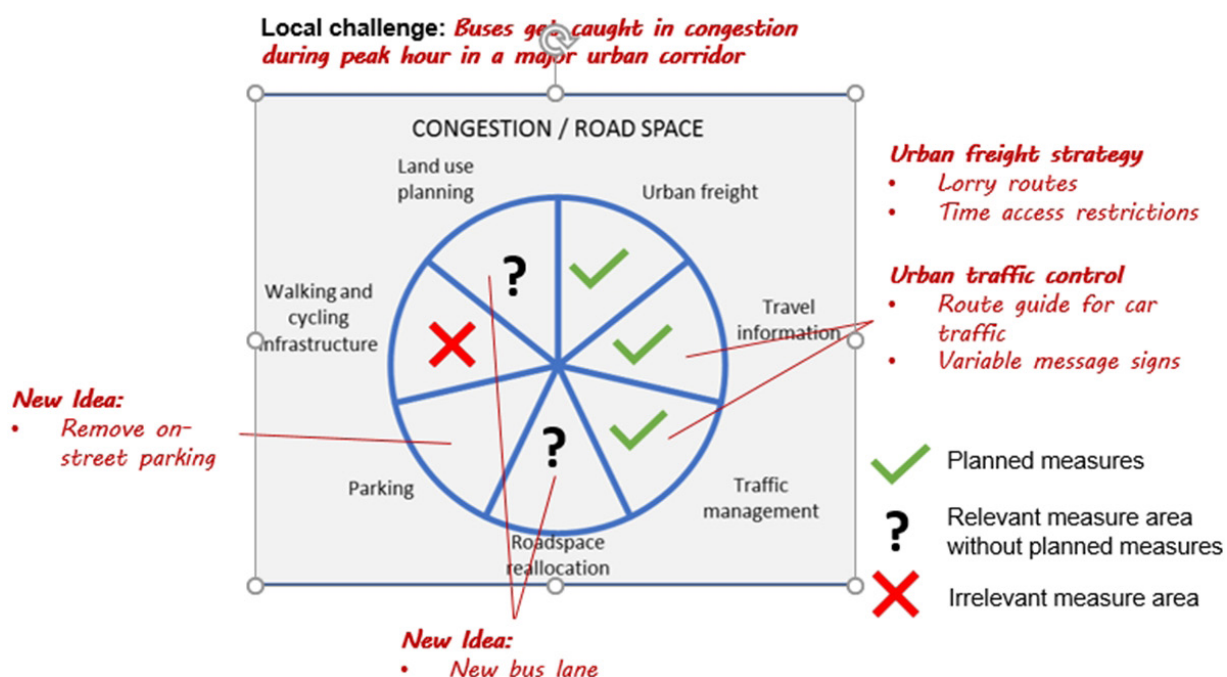 Local challenge: Buses get caught in congestion
during peak hour in a major urban corridor
CONGESTION / ROAD SPACE
Land use
planning
Urban freight
Walking and
cycling
infrastructure
Travel
information
Parking
Traffic
management
Roadspace
reallocation
?
?
Urban freight strategy
• Lorry routes
• Time access restrictions
Urban traffic control
• Route guide for car
traffic
• Variable message signs
New Idea:
• Remove on-
street parking
New Idea:
• New bus lane
Planned measures
? Relevant measure area
without planned measures
Irrelevant measure area